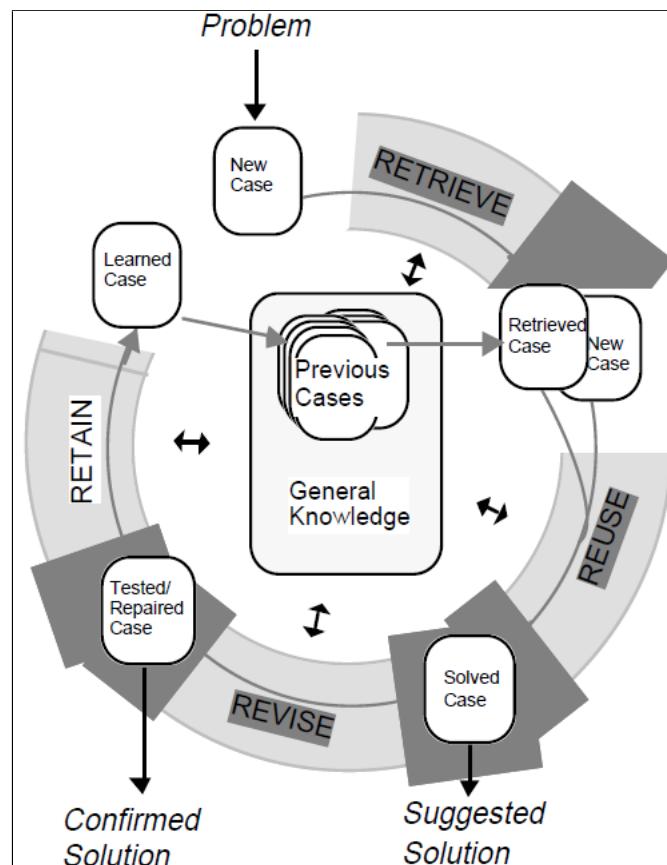 Problem
New
Case
RETRIEVE
Learned
Case
Retrieved
Case
New
Case
Previous
Cases
General
Knowledge
RETAIN
REUSE
Tested/
Repaired
Case
Solved
Case
REVISE
Confirmed
Solution
Suggested
Solution